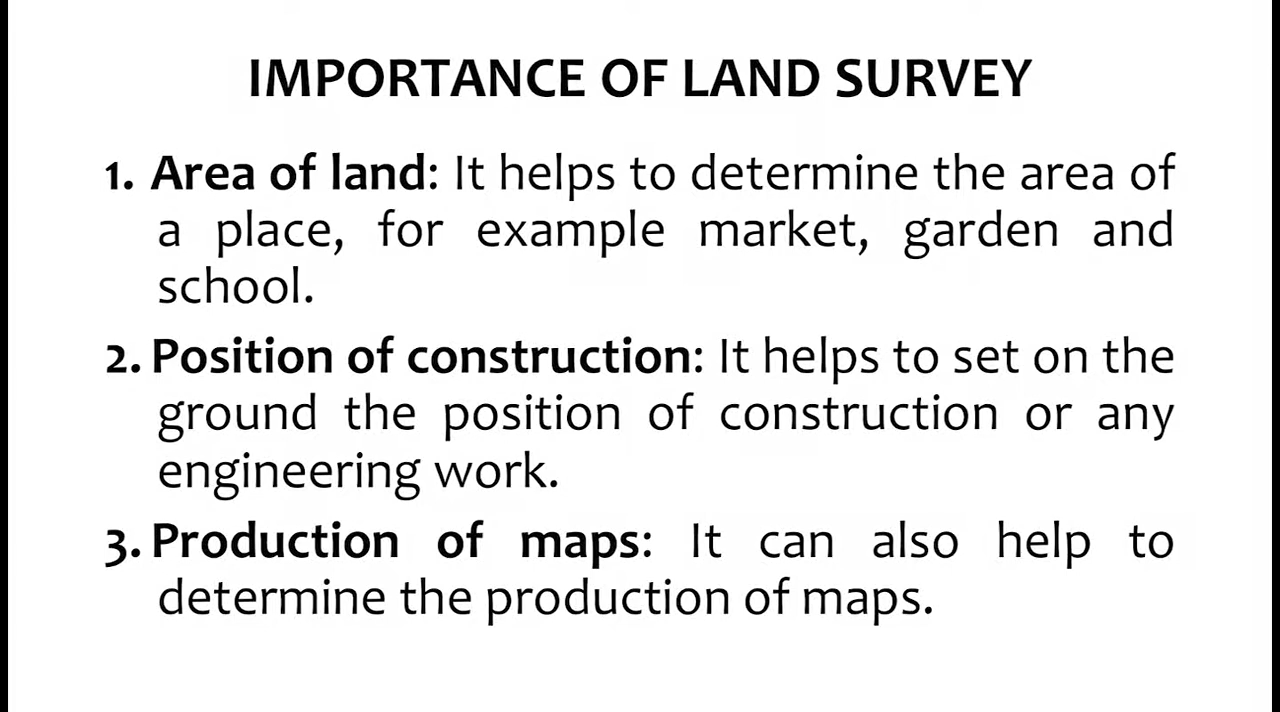 IMPORTANCE OF LAND SURVEY
1. Area of land: It helps to determine the area of
a place, for example market, garden and
school.
2. Position of construction: It helps to set on the
ground the position of construction or any
engineering work.
3. Production of maps: It can also help to
determine the production of maps.